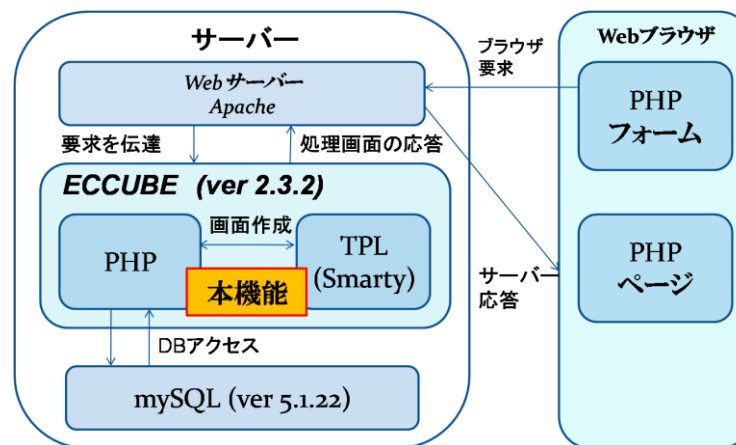 サーバー
Webサーバー
Apache
要求を伝達
処理画面の応答
ECCUBE (ver 2.3.2)
PHP
画面作成
TPL
(Smarty)
本機能
DBアクセス
mySQL (ver 5.1.22)
ブラウザ
要求
サーバー
応答
Webブラウザ
PHP
フォーム
PHP
ページ